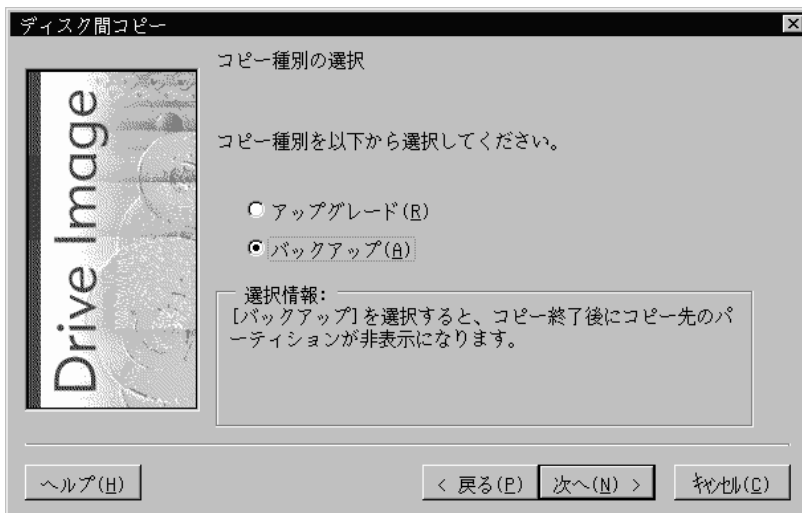 ディスク間コピー
コピー種別の選択
Drive Image
コピー種別を以下から選択してください。
アップグレード(R)
バックアップ(A)
選択情報:
[バックアップ]を選択すると、コピー終了後にコピー先のパ
ーティションが非表示になります。
ヘルプ(H)
< 戻る(P)
次へ(N) >
ｷｬﾝｾﾙ(C)